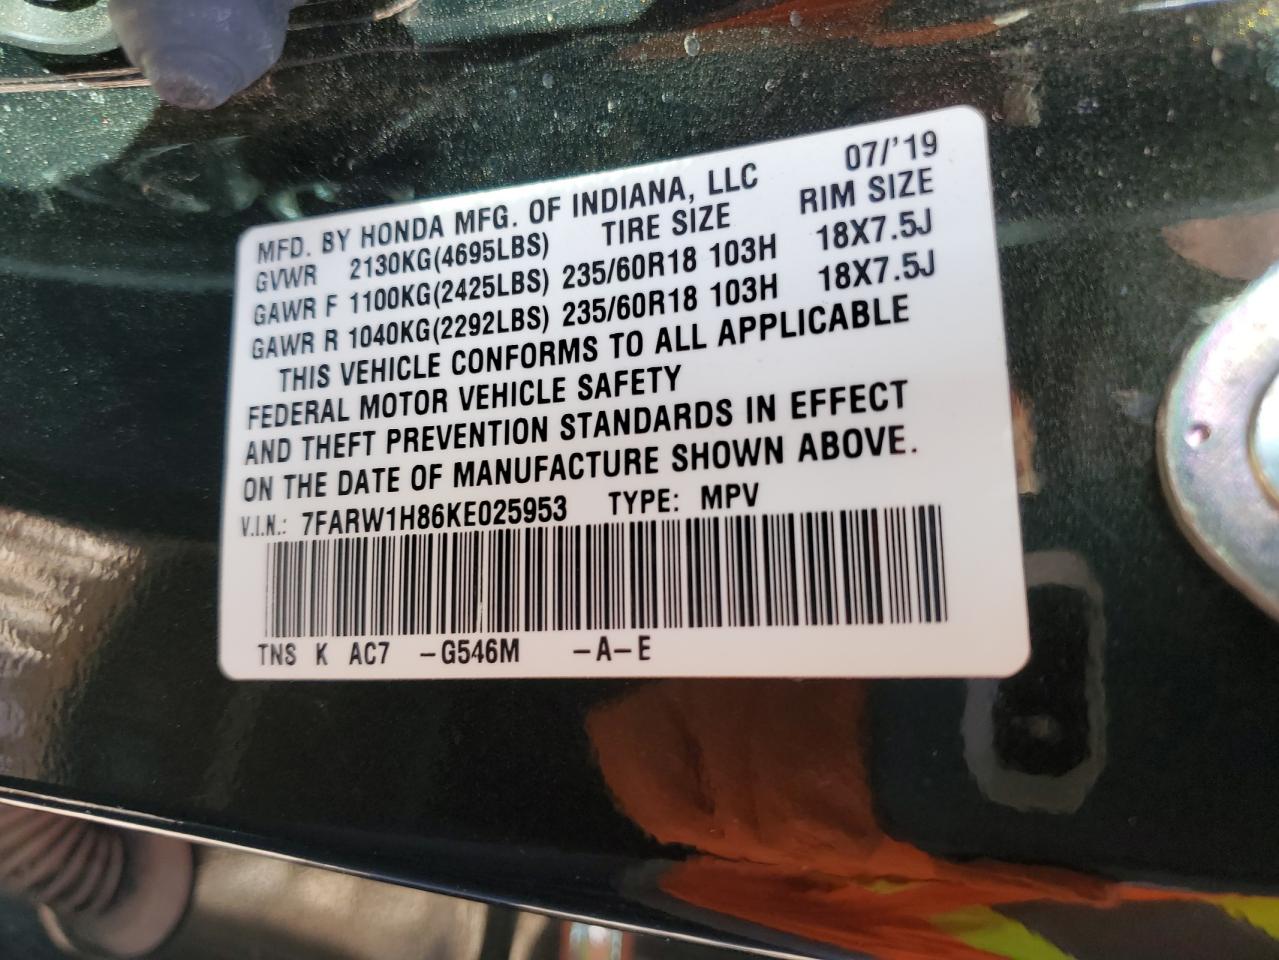 MFD. BY HONDA MFG. OF INDIANA, LLC 07/'19
GVWR 2130KG(4695LBS) TIRE SIZE RIM SIZE
GAWR F 1100KG(2425LBS) 235/60R18 103H 18X7.5J
GAWR R 1040KG(2292LBS) 235/60R18 103H 18X7.5J
THIS VEHICLE CONFORMS TO ALL APPLICABLE
FEDERAL MOTOR VEHICLE SAFETY
AND THEFT PREVENTION STANDARDS IN EFFECT
ON THE DATE OF MANUFACTURE SHOWN ABOVE.
V.I.N.: 7FARW1H86KE025953 TYPE: MPV
TNS K AC7 -G546M -A-E